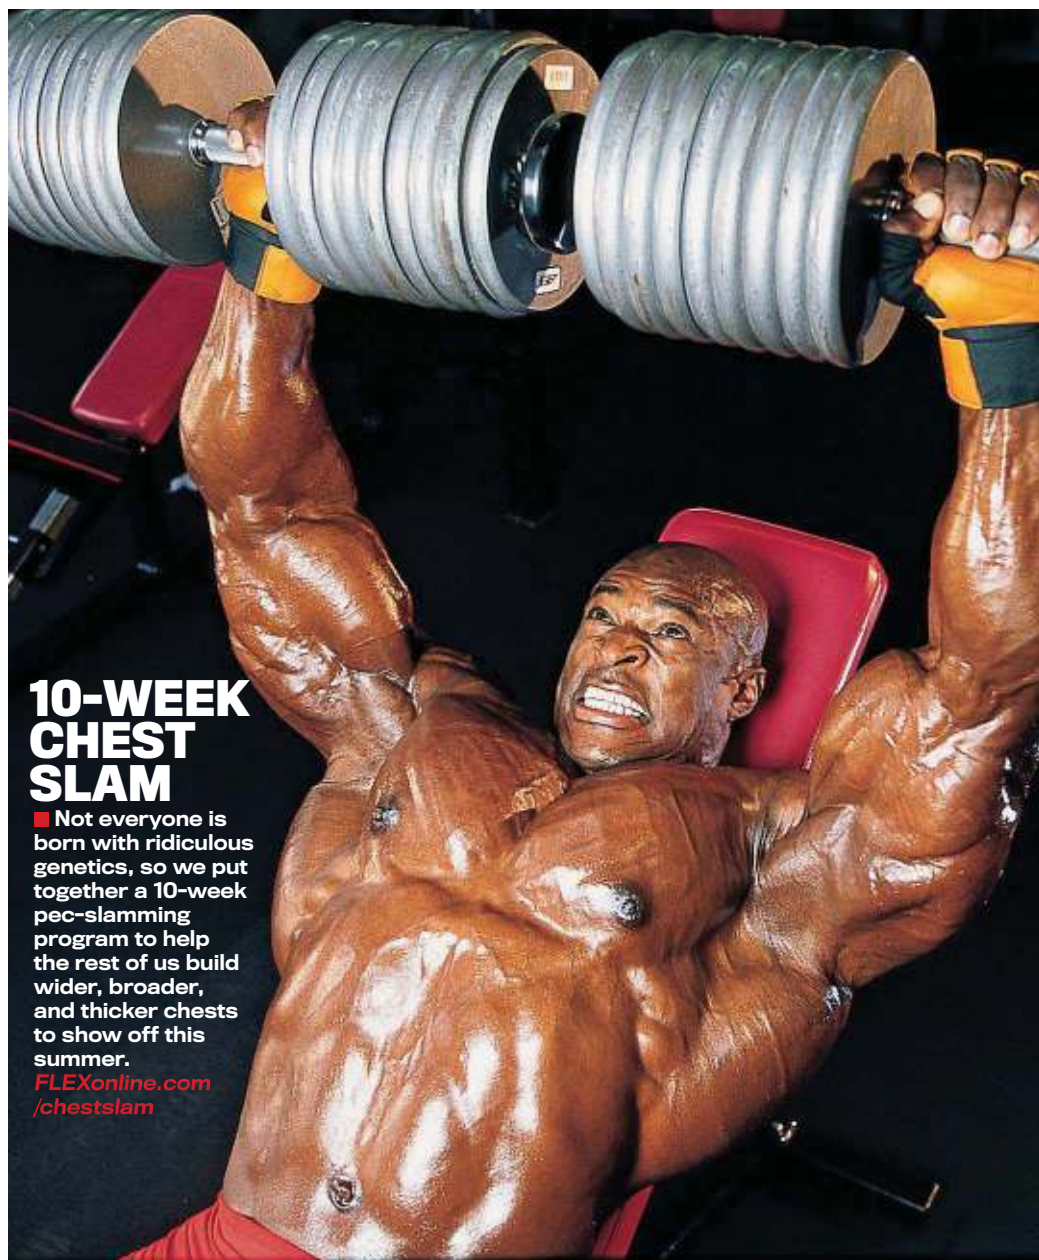 10-WEEK
CHEST
SLAM
Not everyone is
born with ridiculous
genetics, so we put
together a 10-week
pec-slamming
program to help
the rest of us build
wider, broader,
and thicker chests
to show off this
summer.
FLEXonline.com
/chestslam